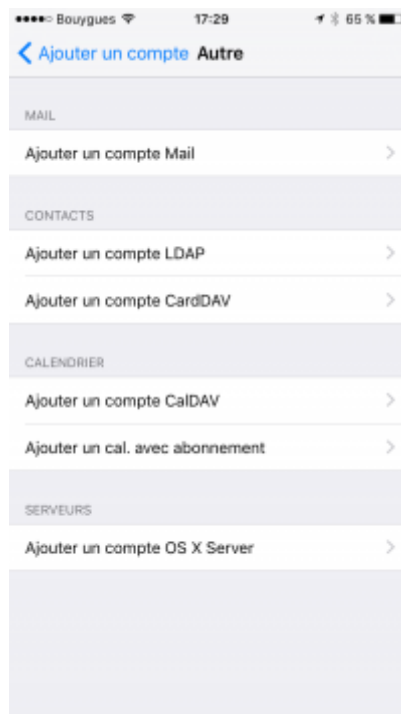 Bouygues 17:29 65 %
Ajouter un compte Autre
MAIL
Ajouter un compte Mail
CONTACTS
Ajouter un compte LDAP
Ajouter un compte CardDAV
CALENDRIER
Ajouter un compte CalDAV
Ajouter un cal. avec abonnement
SERVEURS
Ajouter un compte OS X Server